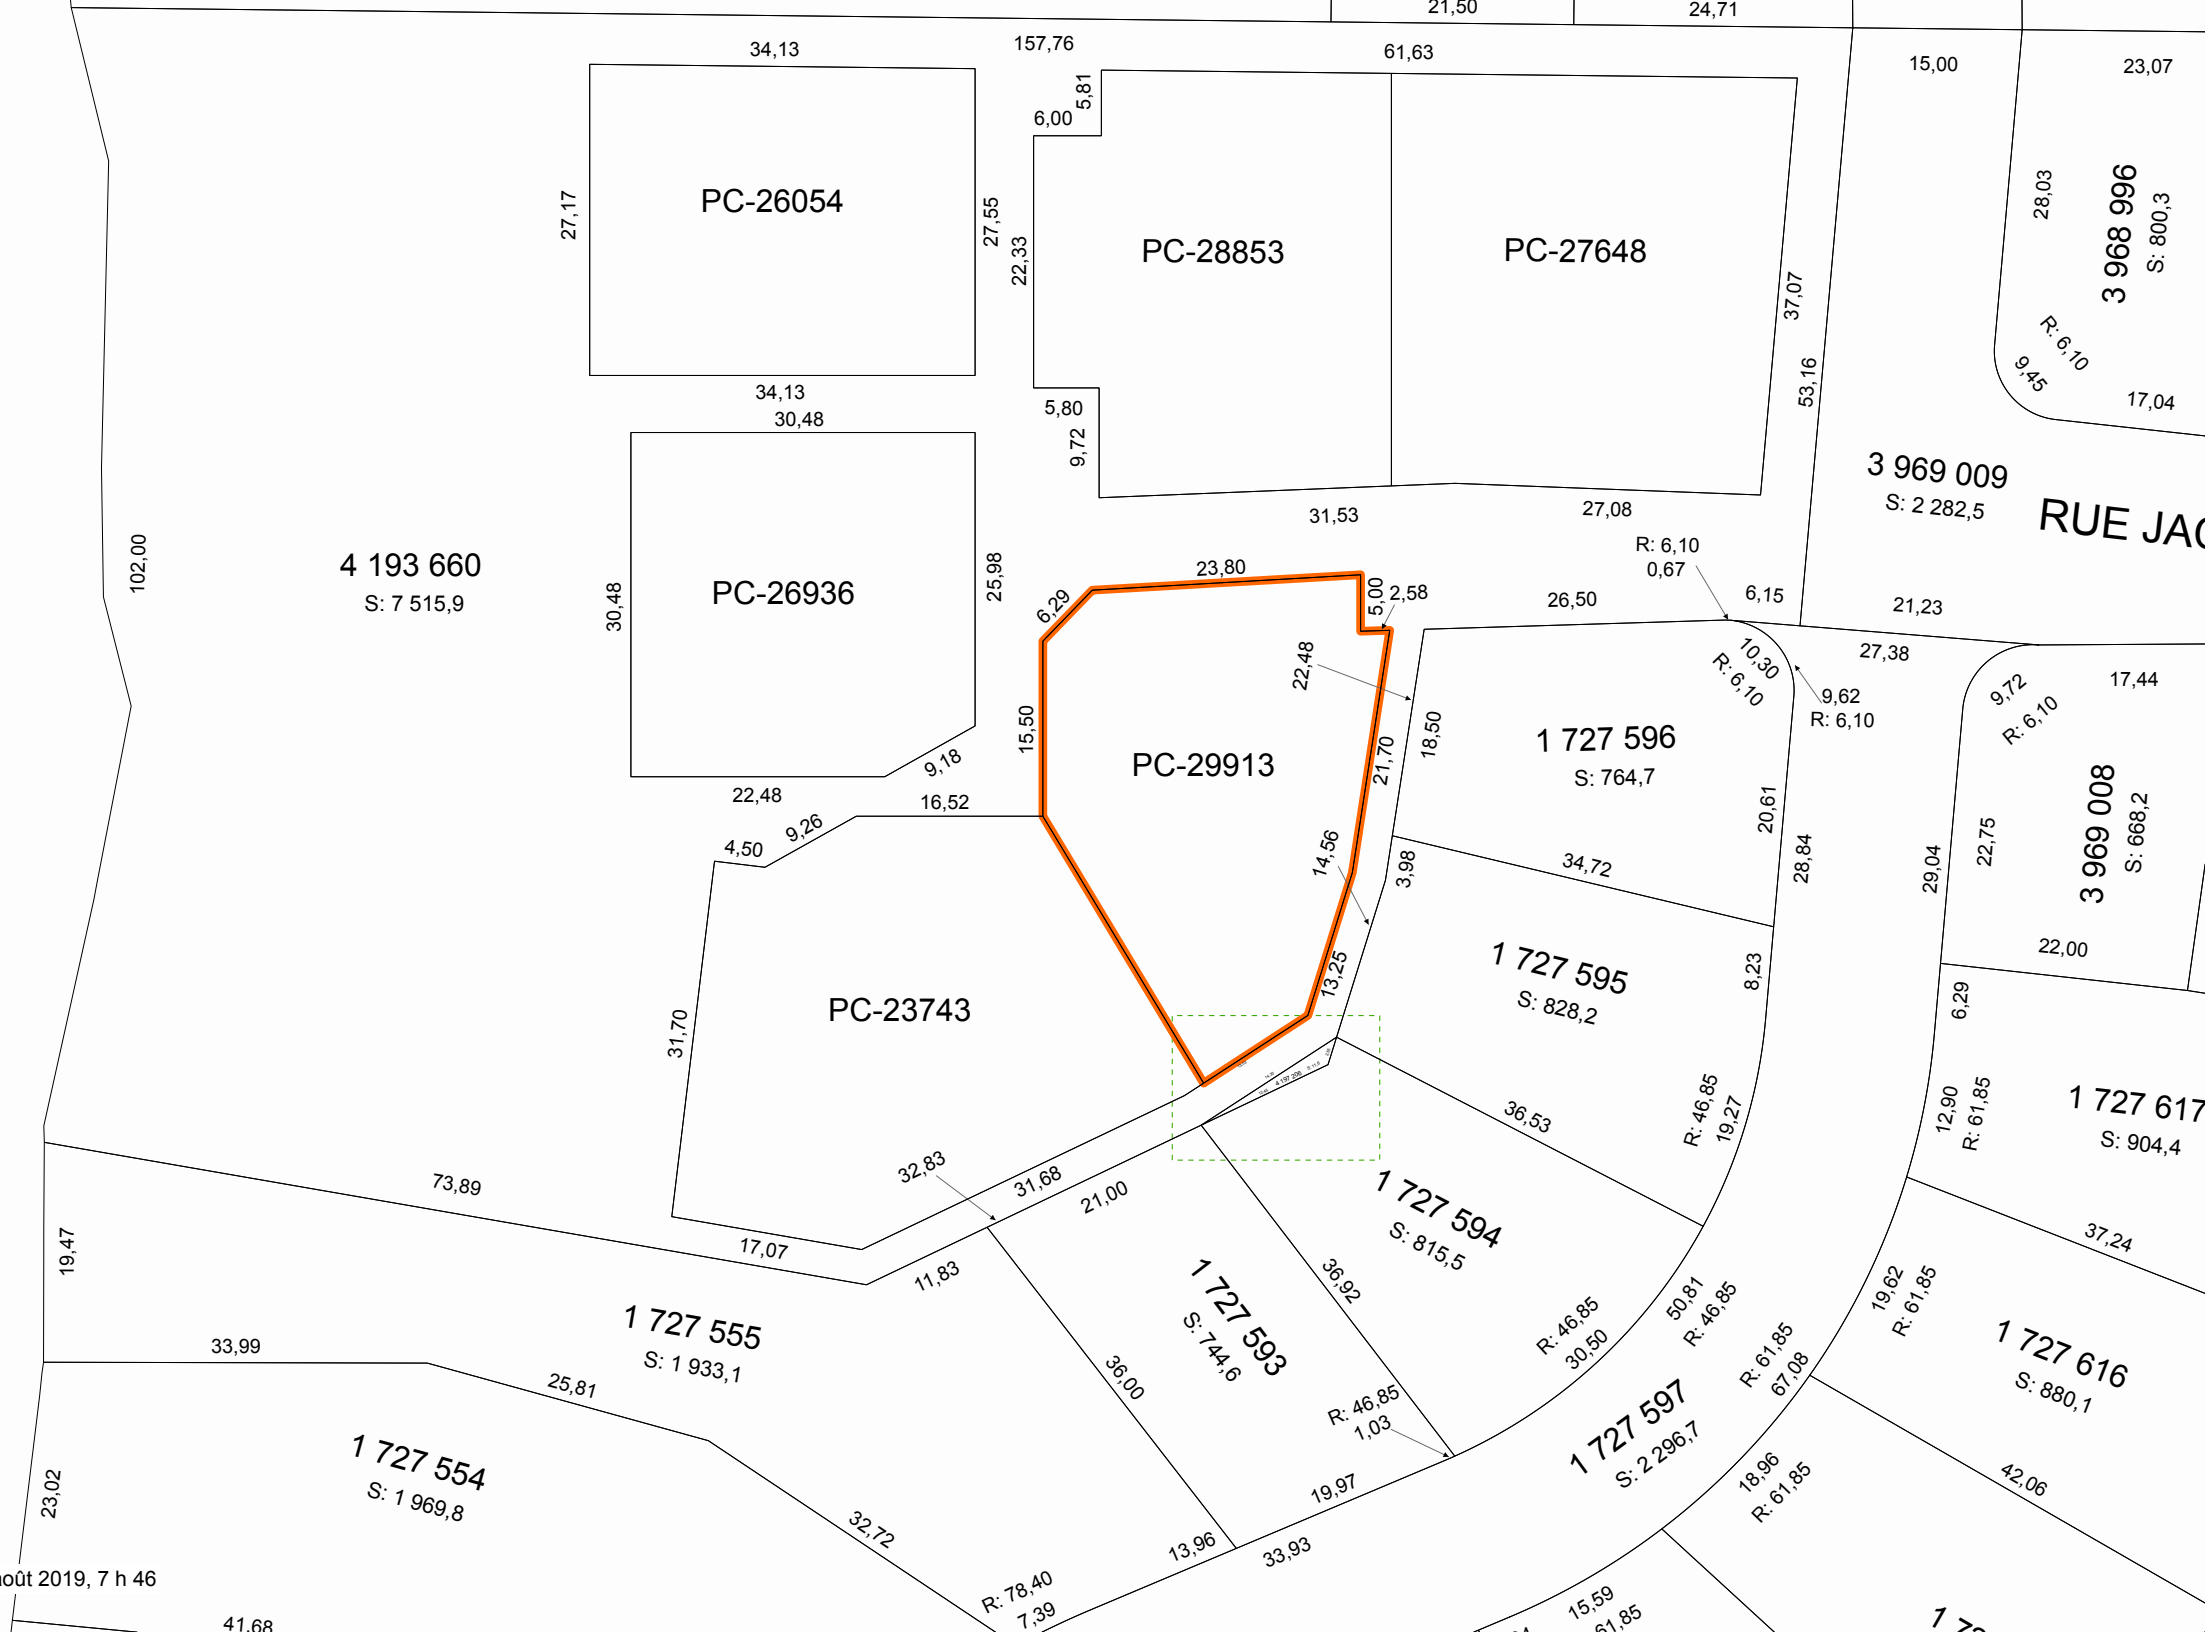 21,50
24,71
34,13
157,76
61,63
15,00
23,07
5,81
6,00
27,17
PC-26054
27,55
22,33
PC-28853
PC-27648
37,07
53,16
28,03
3 968 996
S: 800,3
R: 6,10
9,45
17,04
34,13
30,48
5,80
9,72
31,53
27,08
3 969 009
S: 2 282,5
RUE JAC
102,00
4 193 660
S: 7 515,9
30,48
PC-26936
25,98
6,29
23,80
5,00
2,58
26,50
R: 6,10
0,67
6,15
21,23
22,48
10,30
R: 6,10
27,38
9,72
R: 6,10
17,44
9,62
R: 6,10
15,50
PC-29913
21,70
18,50
1 727 596
S: 764,7
20,61
28,84
29,04
22,75
3 969 008
S: 668,2
9,18
22,48
16,52
9,26
4,50
14,56
3,98
34,72
22,00
13,25
1 727 595
S: 828,2
8,23
6,29
31,70
PC-23743
4 197 206
R: 46,85
19,27
36,53
12,90
R: 61,85
1 727 617
S: 904,4
73,89
32,83
31,68
21,00
1 727 594
S: 815,5
37,24
19,47
17,07
11,83
36,92
1 727 593
S: 744,6
R: 46,85
30,50
50,81
R: 46,85
19,62
R: 61,85
33,99
1 727 555
S: 1 933,1
25,81
36,00
R: 46,85
1,03
R: 61,85
67,08
1 727 616
S: 880,1
1 727 597
S: 2 296,7
23,02
1 727 554
S: 1 969,8
32,72
19,97
18,96
R: 61,85
42,06
13,96
33,93
août 2019, 7 h 46
R: 78,40
7,39
15,59
61,85
41,68